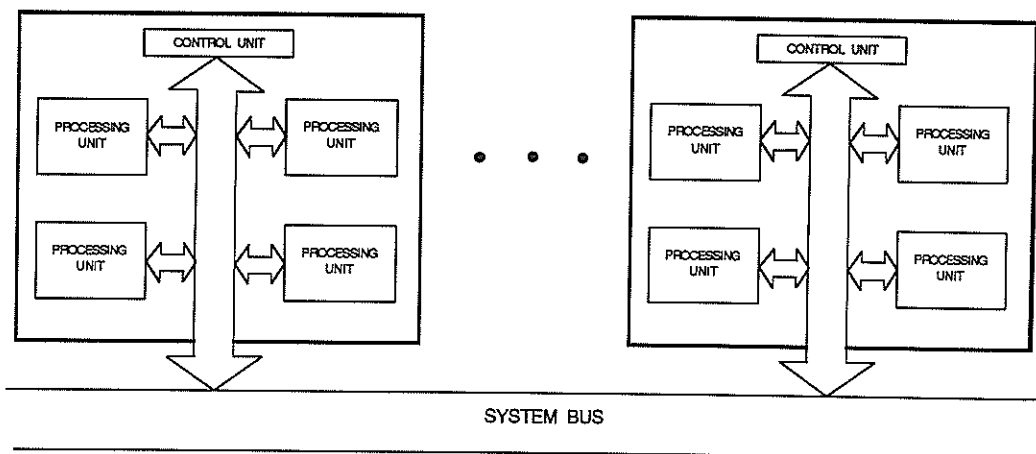 CONTROL UNIT
PROCESSING
UNIT
PROCESSING
UNIT
PROCESSING
UNIT
PROCESSING
UNIT
CONTROL UNIT
PROCESSING
UNIT
PROCESSING
UNIT
PROCESSING
UNIT
PROCESSING
UNIT
SYSTEM BUS